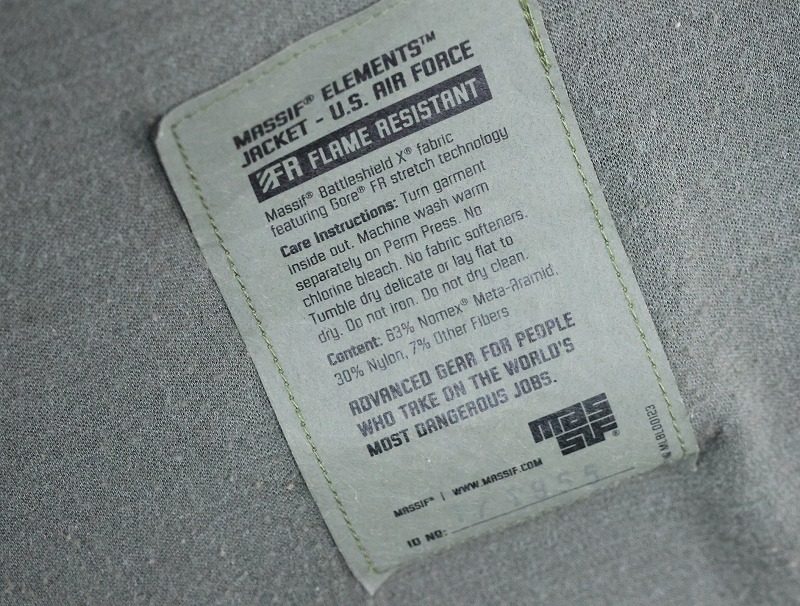 MASSIF® ELEMENTS™
JACKET - U.S. AIR FORCE
FR FLAME RESISTANT
Massif® Battleshield X® fabric
featuring Gore® FR stretch technology
Care Instructions: Turn garment
inside out. Machine wash warm
separately on Perm Press. No
chlorine bleach. No fabric softeners.
Tumble dry delicate or lay flat to
dry. Do not iron. Do not dry clean.
Content: 63% Nomex® Meta-Aramid,
30% Nylon, 7% Other Fibers
ADVANCED GEAR FOR PEOPLE
WHO TAKE ON THE WORLD'S
MOST DANGEROUS JOBS.
mas
sif®
MASSIF® | WWW.MASSIF.COM
ID NO: